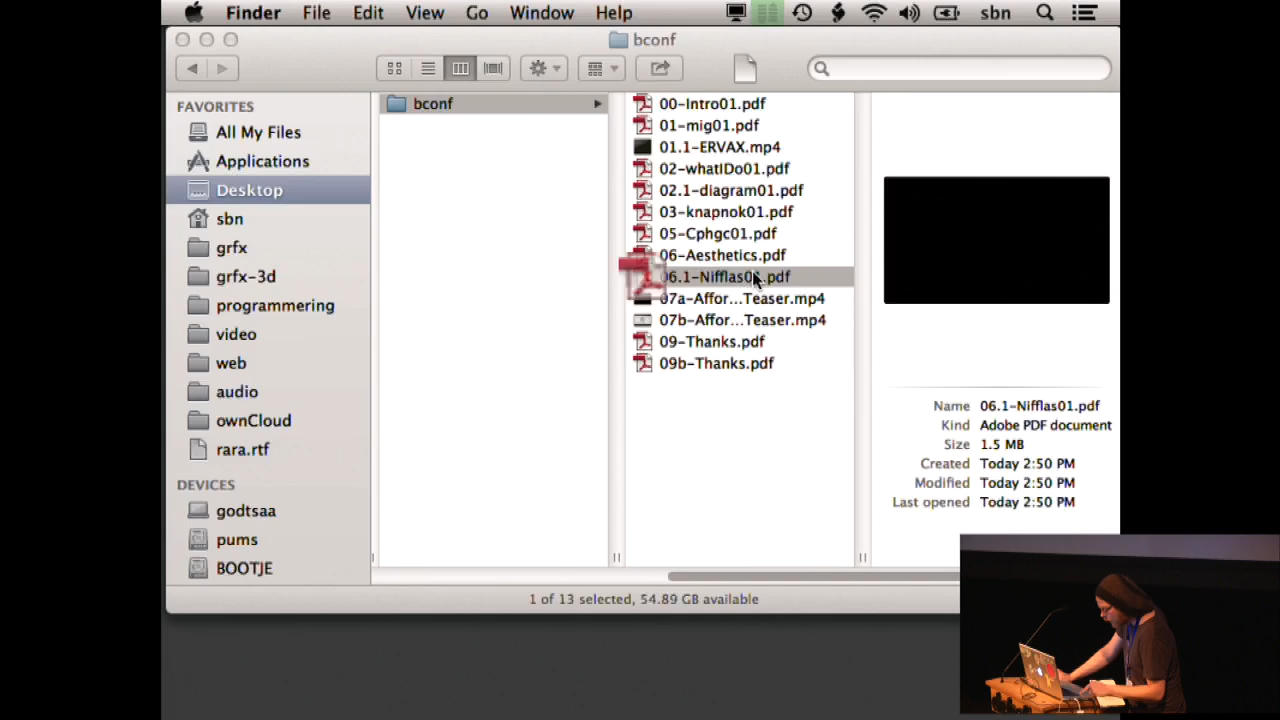 Finder File Edit View Go Window Help sbn
bconf
FAVORITES
All My Files
Applications
Desktop
sbn
grfx
grfx-3d
programmering
video
web
audio
ownCloud
rara.rtf
DEVICES
godtsaa
pums
BOOTJE
bconf
00-Intro01.pdf
01-mig01.pdf
01.1-ERVAX.mp4
02-whatIDo01.pdf
02.1-diagram01.pdf
03-knapnok01.pdf
05-Cphgc01.pdf
06-Aesthetics.pdf
06.1-Nifflas01.pdf
07a-Affor...Teaser.mp4
07b-Affor...Teaser.mp4
09-Thanks.pdf
09b-Thanks.pdf
Name 06.1-Nifflas01.pdf
Kind Adobe PDF document
Size 1.5 MB
Created Today 2:50 PM
Modified Today 2:50 PM
Last opened Today 2:50 PM
1 of 13 selected, 54.89 GB available